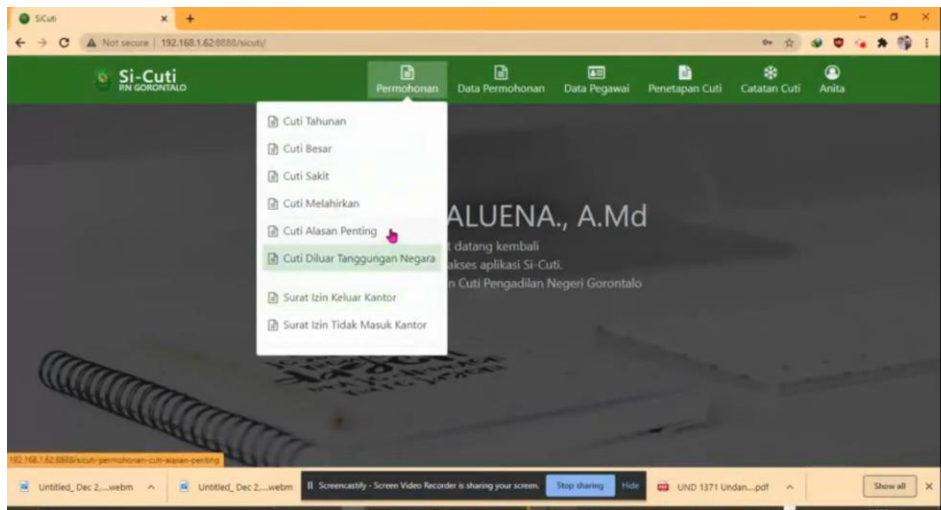 SiCuti
Not secure | 192.168.1.62:8888/sicuti/
Si-Cuti
PN GORONTALO
Permohonan
Data Permohonan
Data Pegawai
Penetapan Cuti
Catatan Cuti
Anita
Cuti Tahunan
Cuti Besar
Cuti Sakit
Cuti Melahirkan
Cuti Alasan Penting
Cuti Diluar Tanggungan Negara
Surat Izin Keluar Kantor
Surat Izin Tidak Masuk Kantor
ALUENA., A.Md
t datang kembali
akses aplikasi Si-Cuti.
n Cuti Pengadilan Negeri Gorontalo
192.168.1.62:8888/sicuti/permohonan-cuti-alasan-penting
Untitled_ Dec 2,....webm
Untitled_ Dec 2,....webm
Screencastify - Screen Video Recorder is sharing your screen.
Stop sharing
Hide
UND 1371 Undan....pdf
Show all